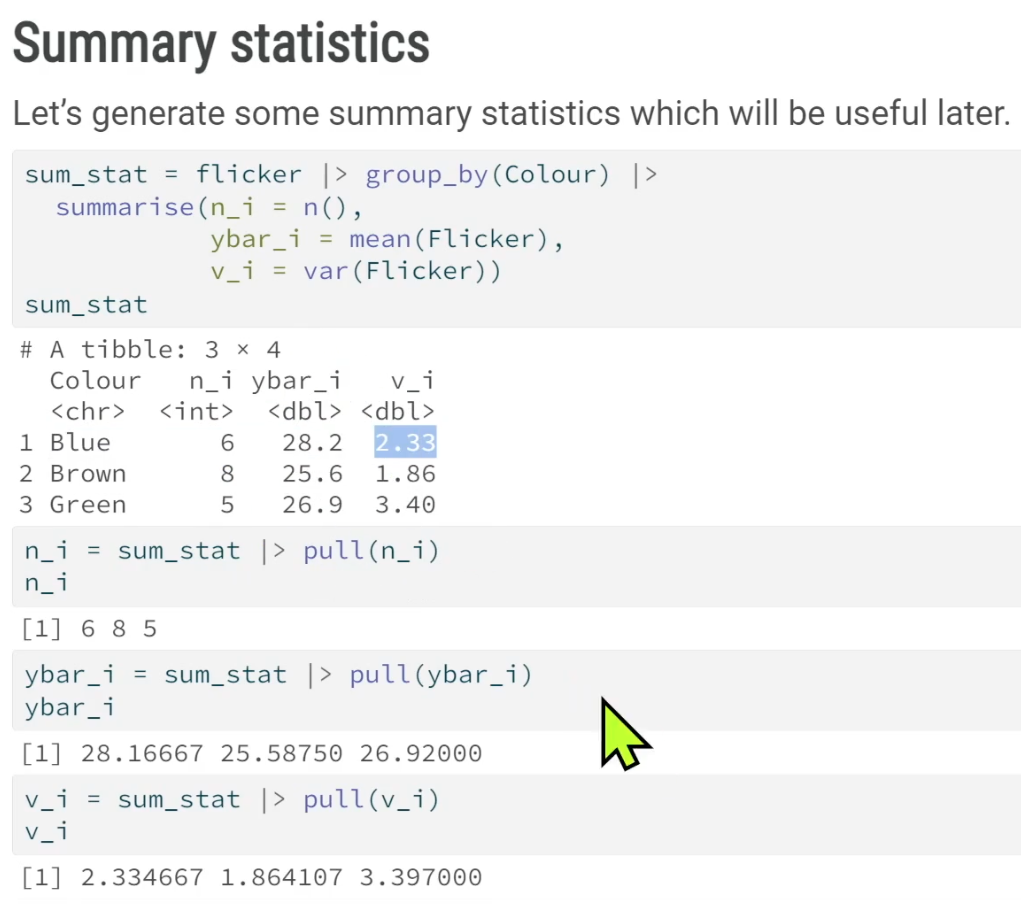 Summary statistics
Let’s generate some summary statistics which will be useful later.
sum_stat = flicker |> group_by(Colour) |>
  summarise(n_i = n(),
            ybar_i = mean(Flicker),
            v_i = var(Flicker))
sum_stat
# A tibble: 3 × 4
  Colour   n_i ybar_i   v_i
  <chr>  <int>  <dbl> <dbl>
1 Blue       6   28.2  2.33
2 Brown      8   25.6  1.86
3 Green      5   26.9  3.40
n_i = sum_stat |> pull(n_i)
n_i
[1] 6 8 5
ybar_i = sum_stat |> pull(ybar_i)
ybar_i
[1] 28.16667 25.58750 26.92000
v_i = sum_stat |> pull(v_i)
v_i
[1] 2.334667 1.864107 3.397000